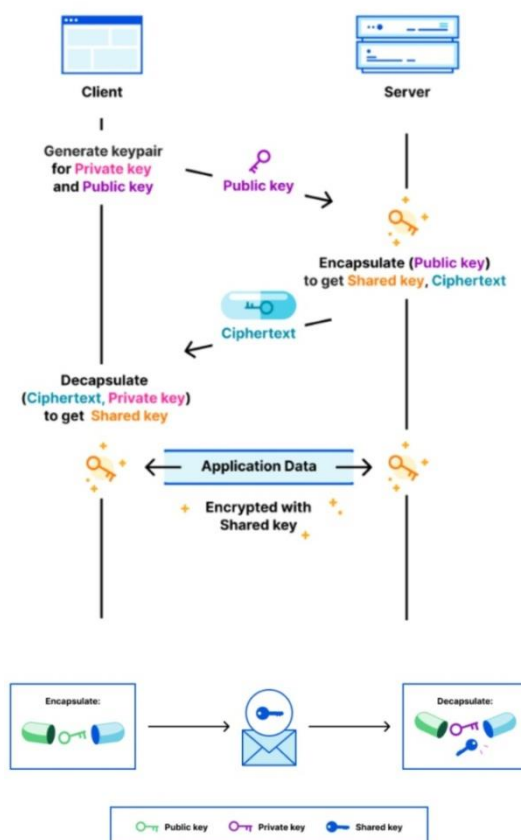 Client
Server
Generate keypair
for Private key
and Public key
Public key
Encapsulate (Public key)
to get Shared key, Ciphertext
Ciphertext
Decapsulate
(Ciphertext, Private key)
to get Shared key
Application Data
Encrypted with
Shared key
Encapsulate:
Decapsulate:
Public key
Private key
Shared key